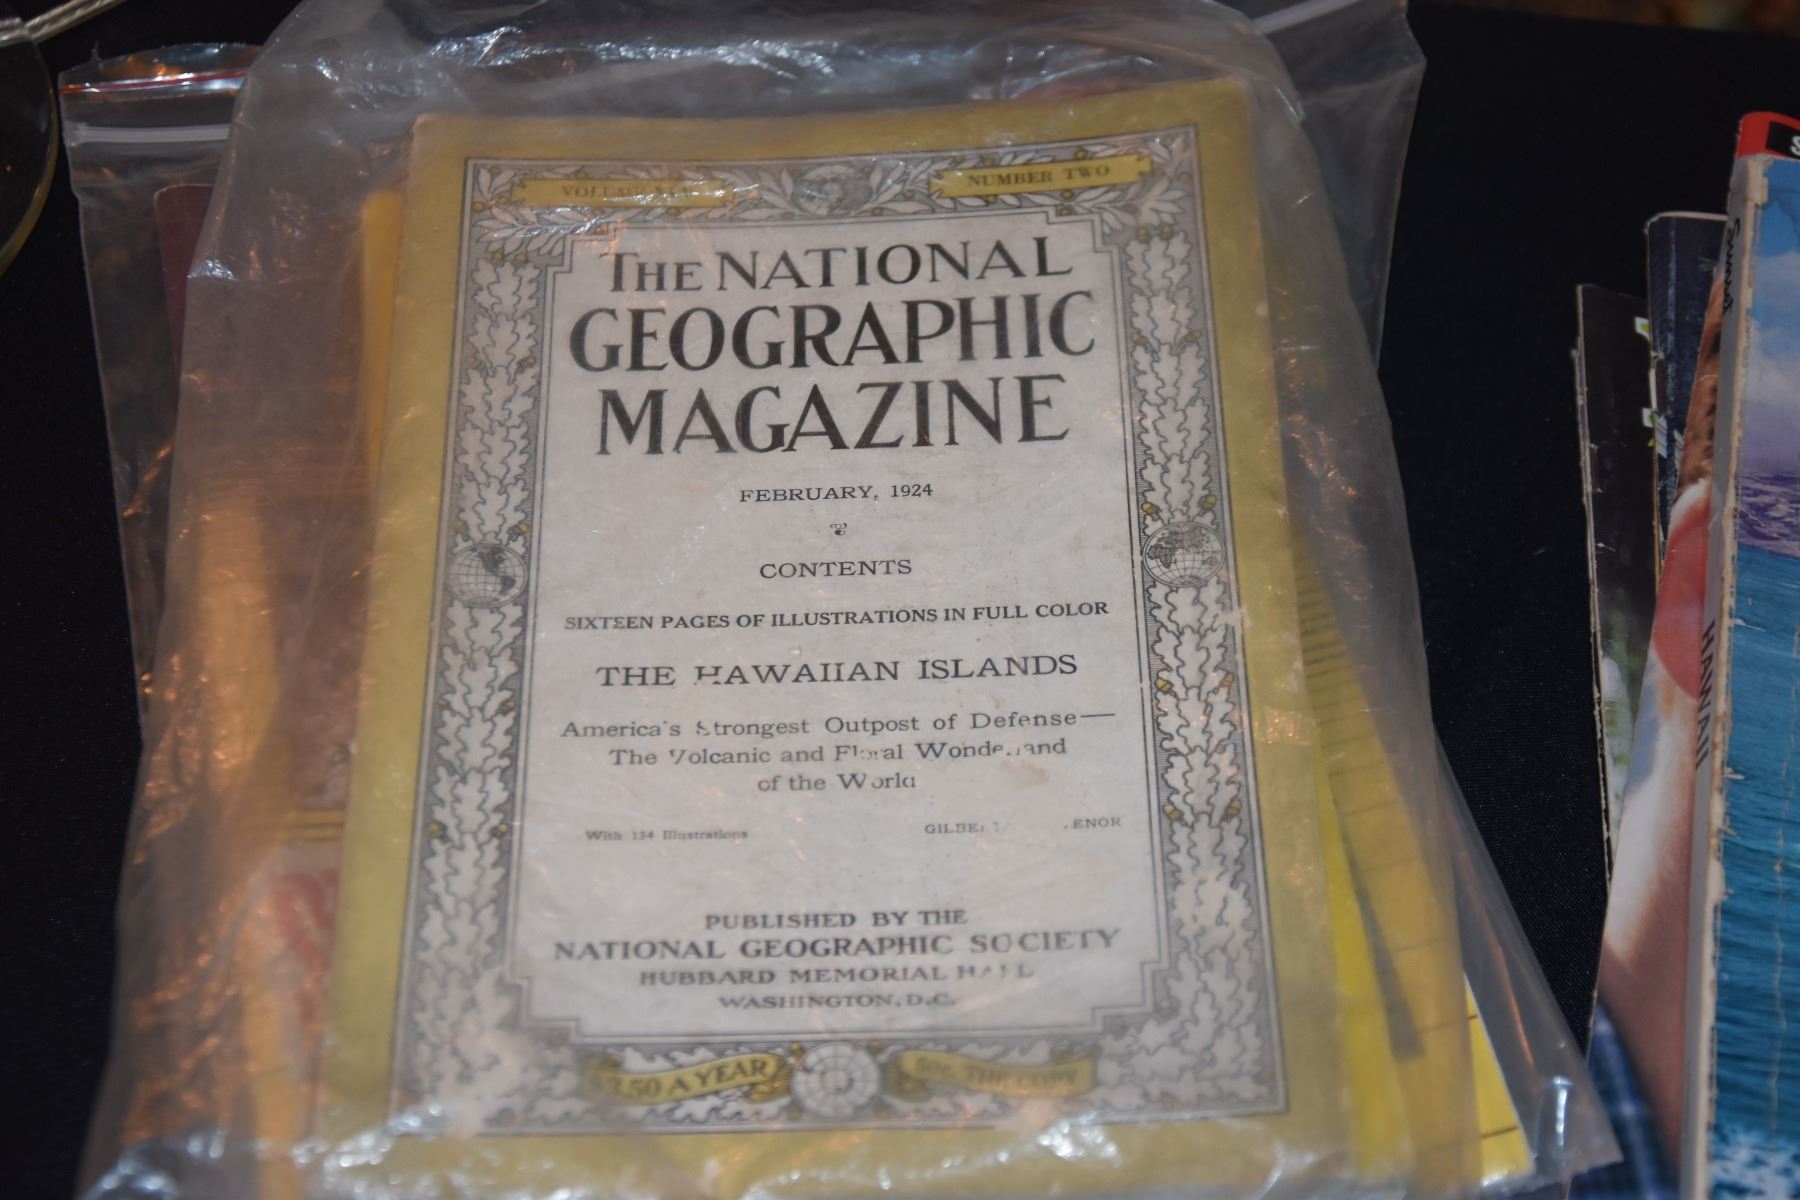 NUMBER TWO
THE NATIONAL
GEOGRAPHIC
MAGAZINE
FEBRUARY, 1924
CONTENTS
SIXTEEN PAGES OF ILLUSTRATIONS IN FULL COLOR
THE HAWAIIAN ISLANDS
America's Strongest Outpost of Defense—
The Volcanic and Floral Wonderland
of the World
With 134 Illustrations
PUBLISHED BY THE
NATIONAL GEOGRAPHIC SOCIETY
HUBBARD MEMORIAL HALL
WASHINGTON, D.C.
A YEAR
50c. THE COPY
HAWAII